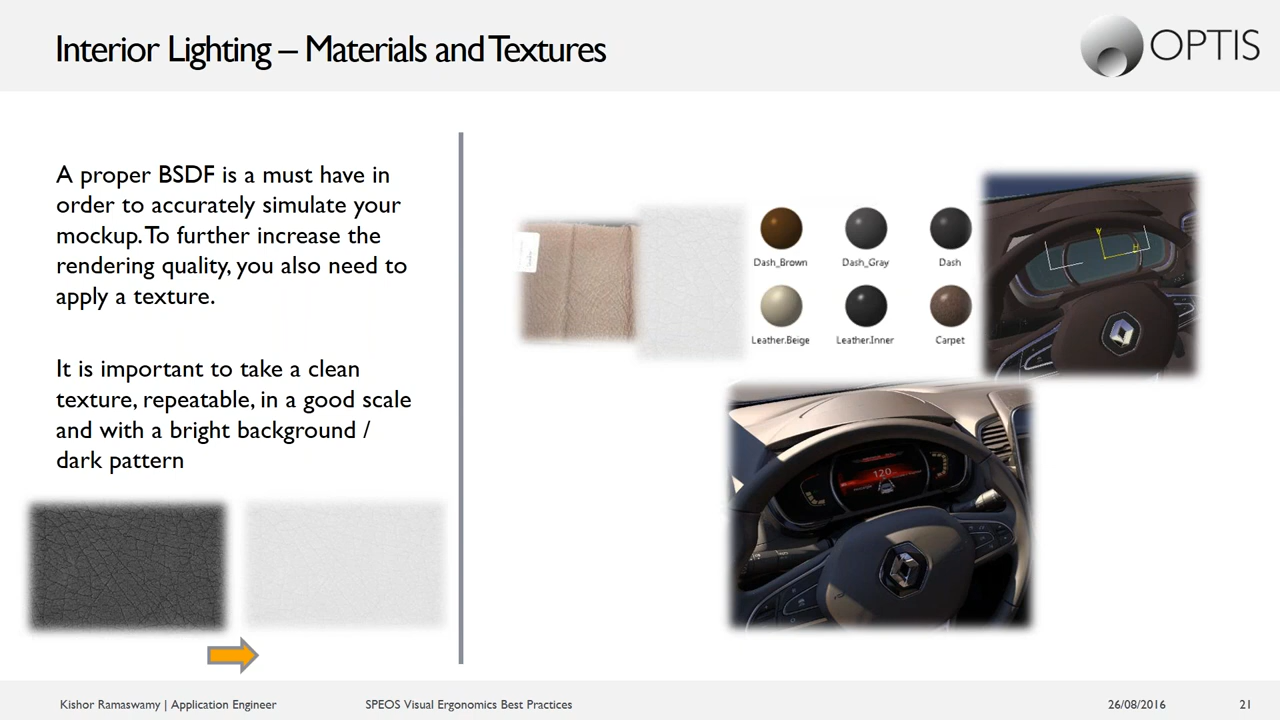 Interior Lighting – Materials and Textures
OPTIS
A proper BSDF is a must have in
order to accurately simulate your
mockup. To further increase the
rendering quality, you also need to
apply a texture.
It is important to take a clean
texture, repeatable, in a good scale
and with a bright background /
dark pattern
Dash_Brown
Dash_Gray
Dash
Leather.Beige
Leather.Inner
Carpet
120
Kishor Ramaswamy | Application Engineer
SPEOS Visual Ergonomics Best Practices
26/08/2016
21